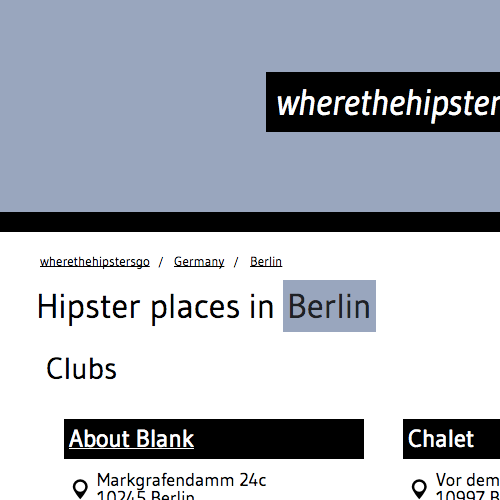 wherethehipster
wherethehipstersgo / Germany / Berlin
Hipster places in Berlin
Clubs
About Blank
Markgrafendamm 24c
10245 Berlin
Chalet
Vor dem
10997 B